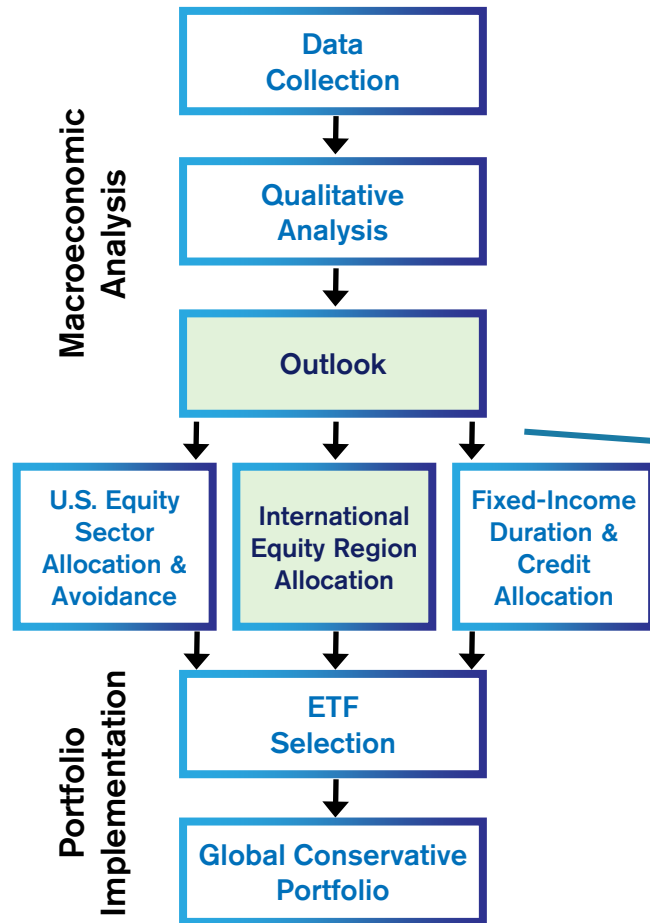 Data
Collection
Macroeconomic
Analysis
Qualitative
Analysis
Outlook
U.S. Equity
Sector
Allocation &
Avoidance
International
Equity Region
Allocation
Fixed-Income
Duration &
Credit
Allocation
Portfolio
Implementation
ETF
Selection
Global Conservative
Portfolio